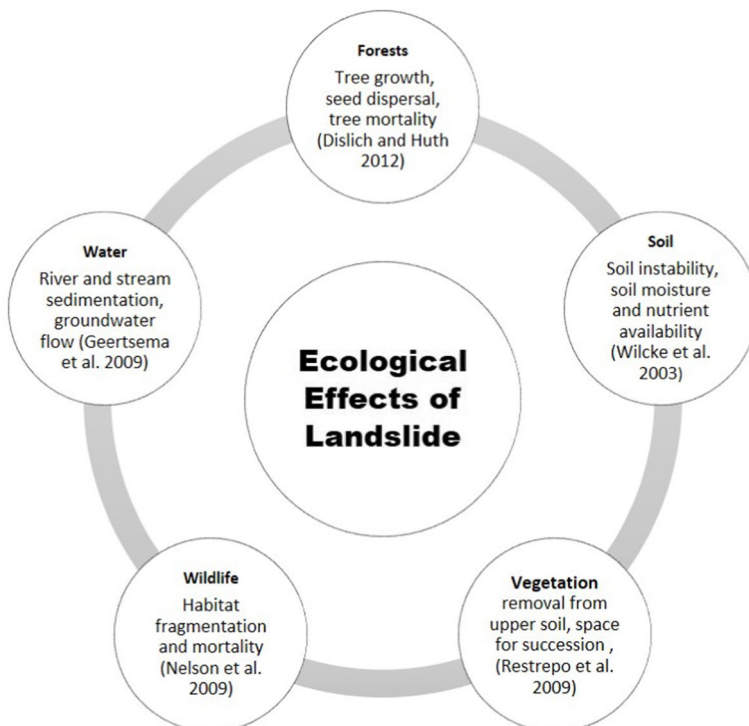 Forests
Tree growth,
seed dispersal,
tree mortality
(Dislich and Huth
2012)
Water
River and stream
sedimentation,
groundwater
flow (Geertsema
et al. 2009)
Soil
Soil instability,
soil moisture
and nutrient
availability
(Wilcke et al.
2003)
Ecological
Effects of
Landslide
Wildlife
Habitat
fragmentation
and mortality
(Nelson et al.
2009)
Vegetation
removal from
upper soil, space
for succession ,
(Restrepo et al.
2009)